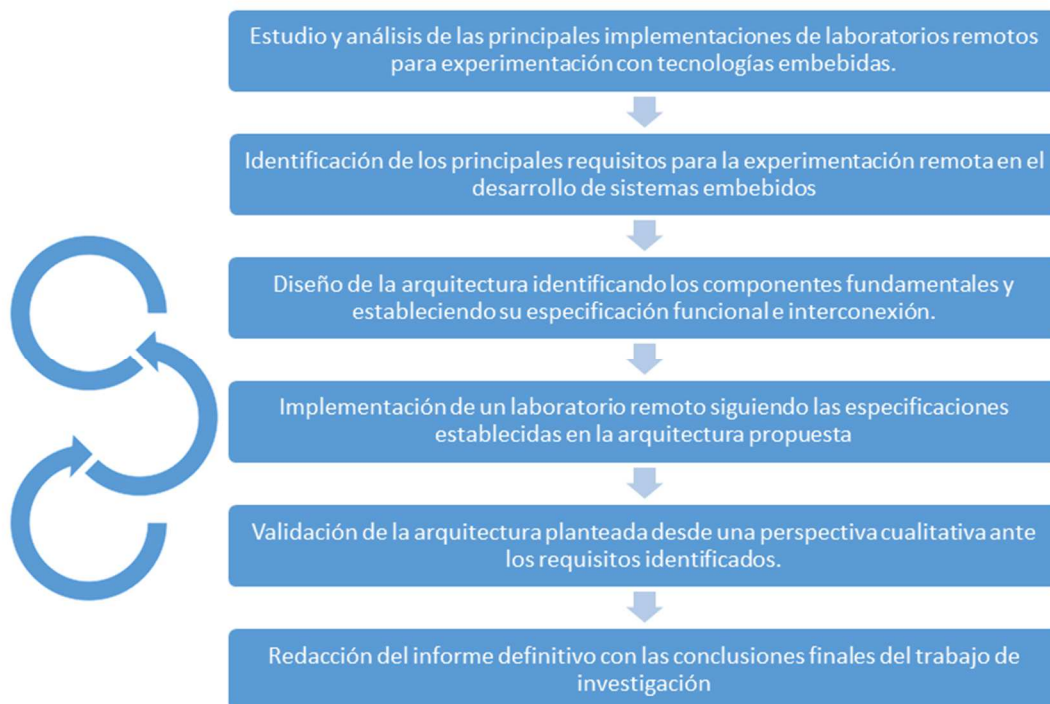 Estudio y análisis de las principales implementaciones de laboratorios remotos
para experimentación con tecnologías embebidas.
Identificación de los principales requisitos para la experimentación remota en el
desarrollo de sistemas embebidos
Diseño de la arquitectura identificando los componentes fundamentales y
estableciendo su especificación funcional e interconexión.
Implementación de un laboratorio remoto siguiendo las especificaciones
establecidas en la arquitectura propuesta
Validación de la arquitectura planteada desde una perspectiva cualitativa ante
los requisitos identificados.
Redacción del informe definitivo con las conclusiones finales del trabajo de
investigación